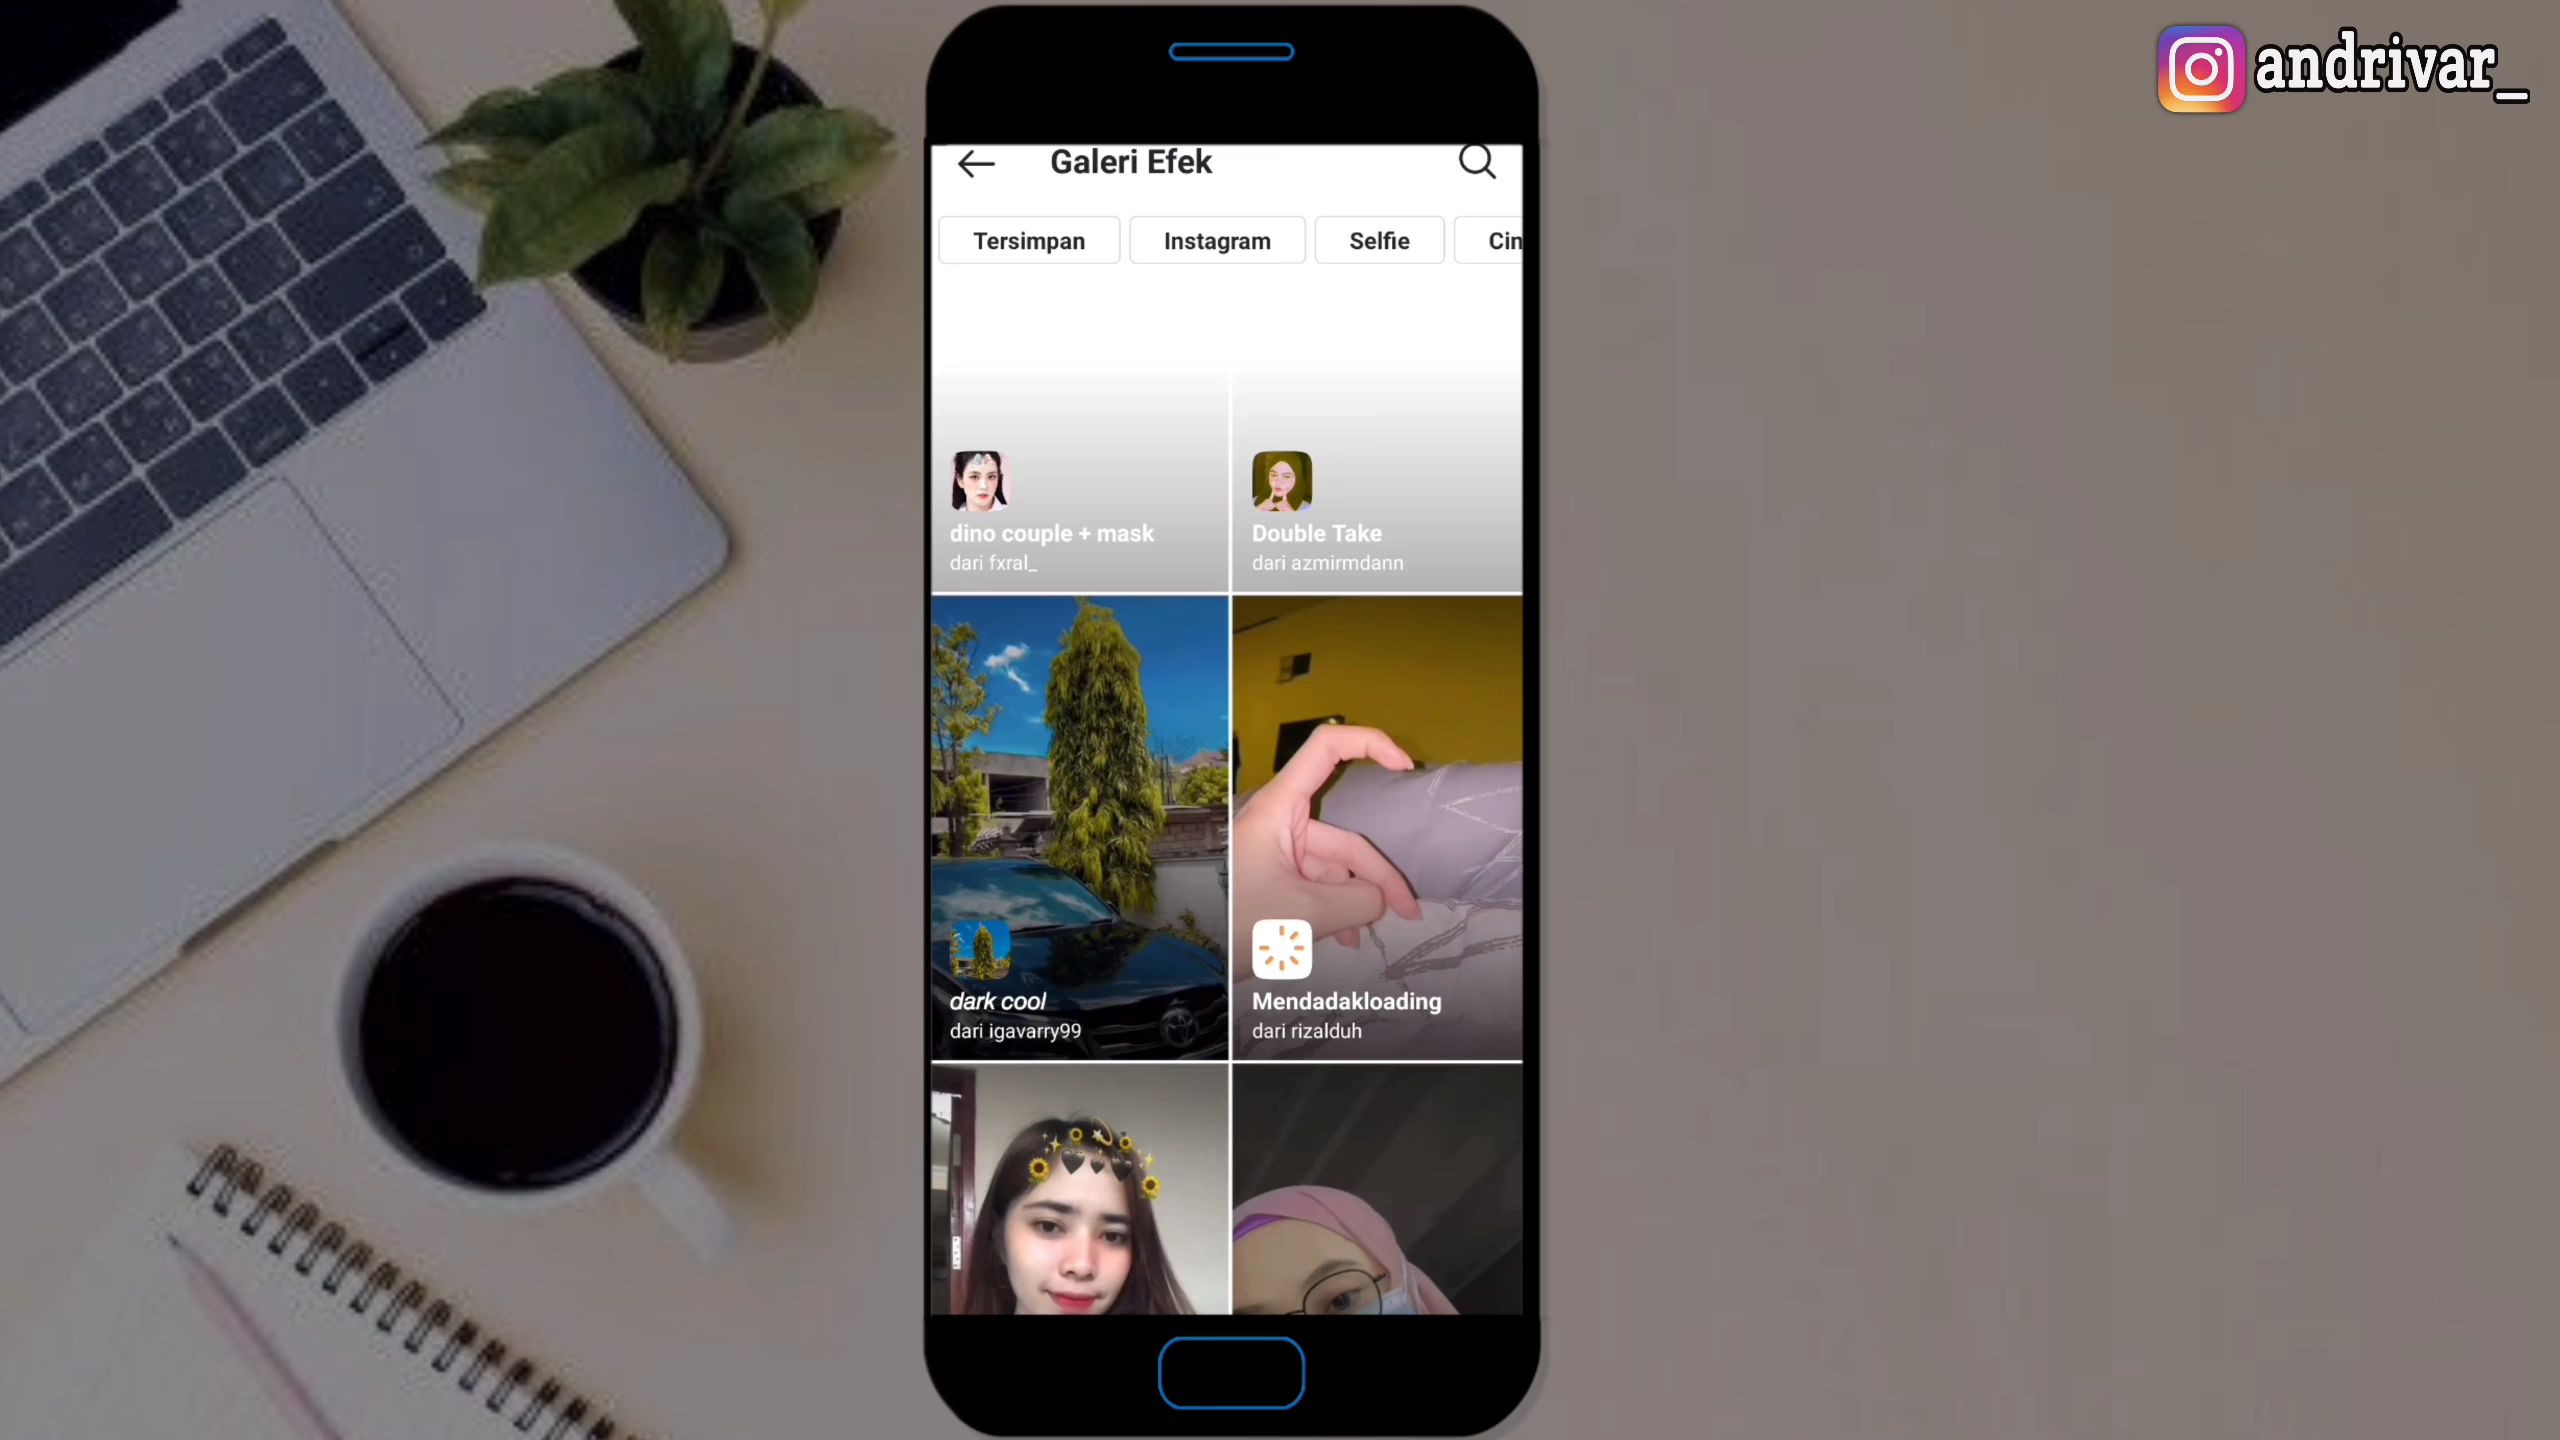 andrivar_
Galeri Efek
Tersimpan
Instagram
Selfie
Cin
dino couple + mask
dari fxral_
Double Take
dari azmirmdann
dark cool
dari igavarry99
Mendadakloading
dari rizalduh